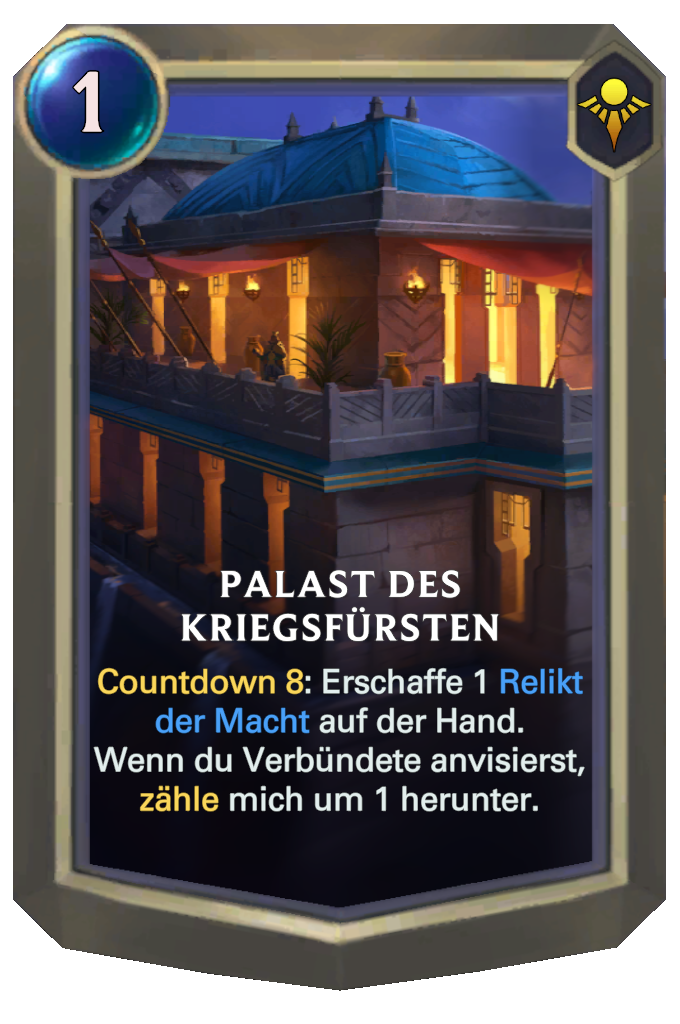 1
PALAST DES
KRIEGSFÜRSTEN
Countdown 8: Erschaffe 1 Relikt
der Macht auf der Hand.
Wenn du Verbündete anvisierst,
zähle mich um 1 herunter.